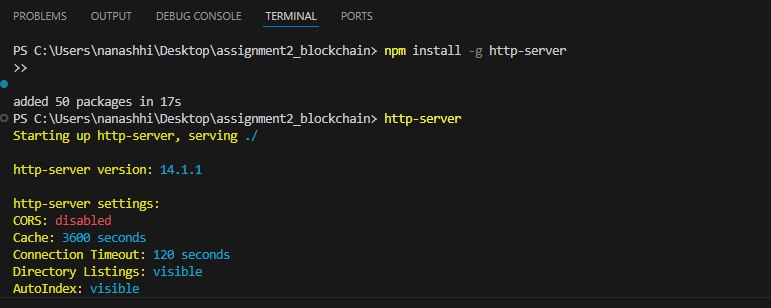 PROBLEMS OUTPUT DEBUG CONSOLE TERMINAL PORTS
PS C:\Users\nanashhi\Desktop\assignment2_blockchain> npm install -g http-server
>>
added 50 packages in 17s
PS C:\Users\nanashhi\Desktop\assignment2_blockchain> http-server
Starting up http-server, serving ./
http-server version: 14.1.1
http-server settings:
CORS: disabled
Cache: 3600 seconds
Connection Timeout: 120 seconds
Directory Listings: visible
AutoIndex: visible